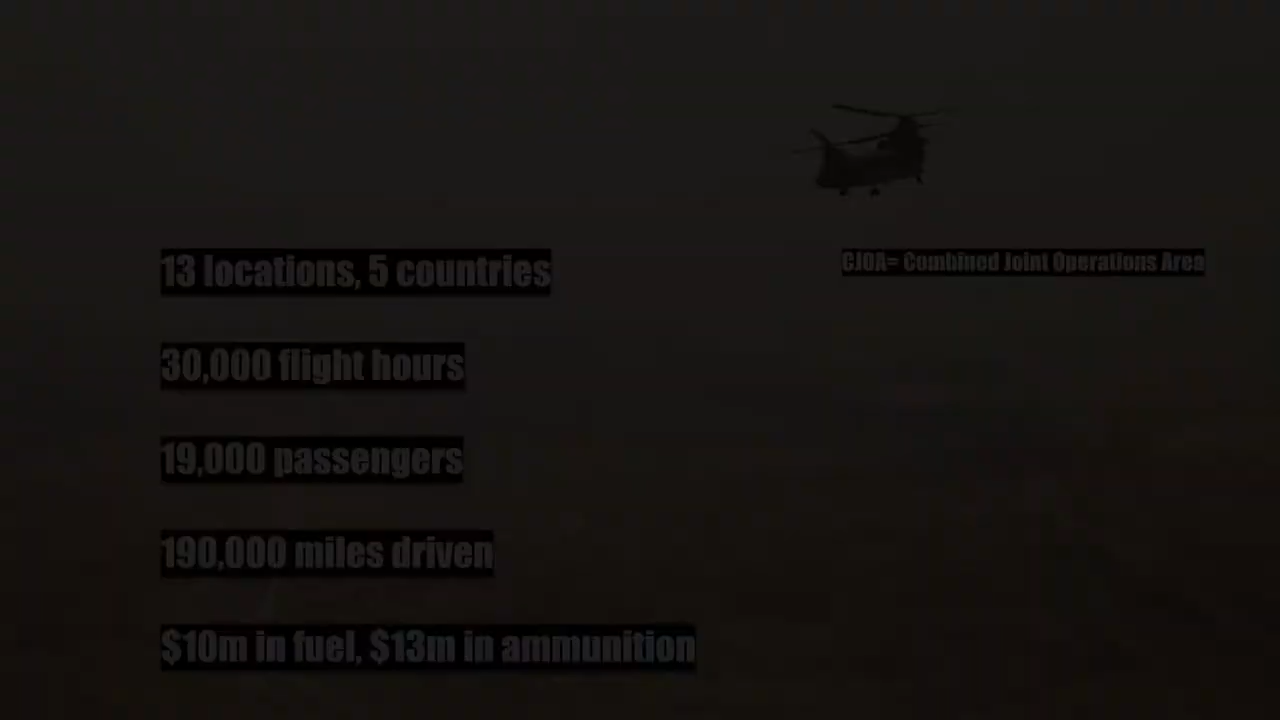 13 locations, 5 countries
CJOA= Combined Joint Operations Area
30,000 flight hours
19,000 passengers
190,000 miles driven
$10m in fuel, $13m in ammunition